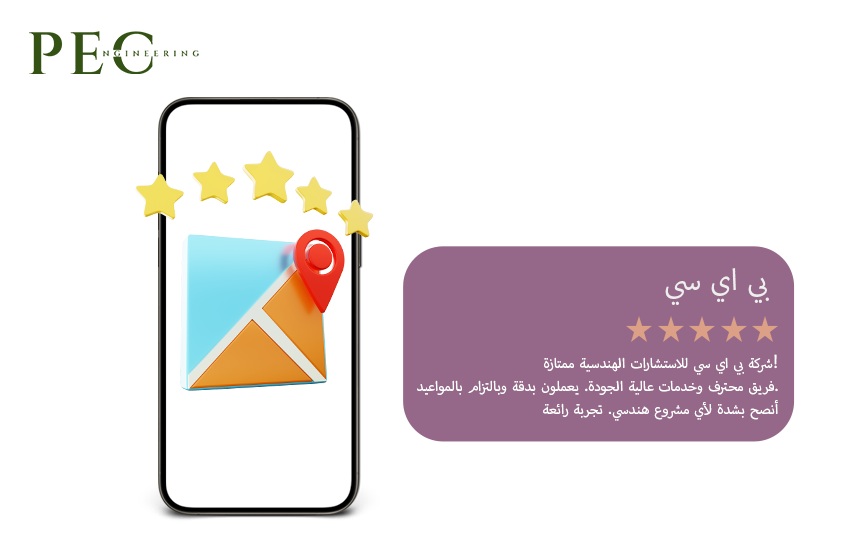 PEC
NGINEERING
بي اي سي
شركة بي اي سي للاستشارات الهندسية ممتازة!
فريق محترف وخدمات عالية الجودة. يعملون بدقة وبالتزام بالمواعيد.
أنصح بشدة لأي مشروع هندسي. تجربة رائعة